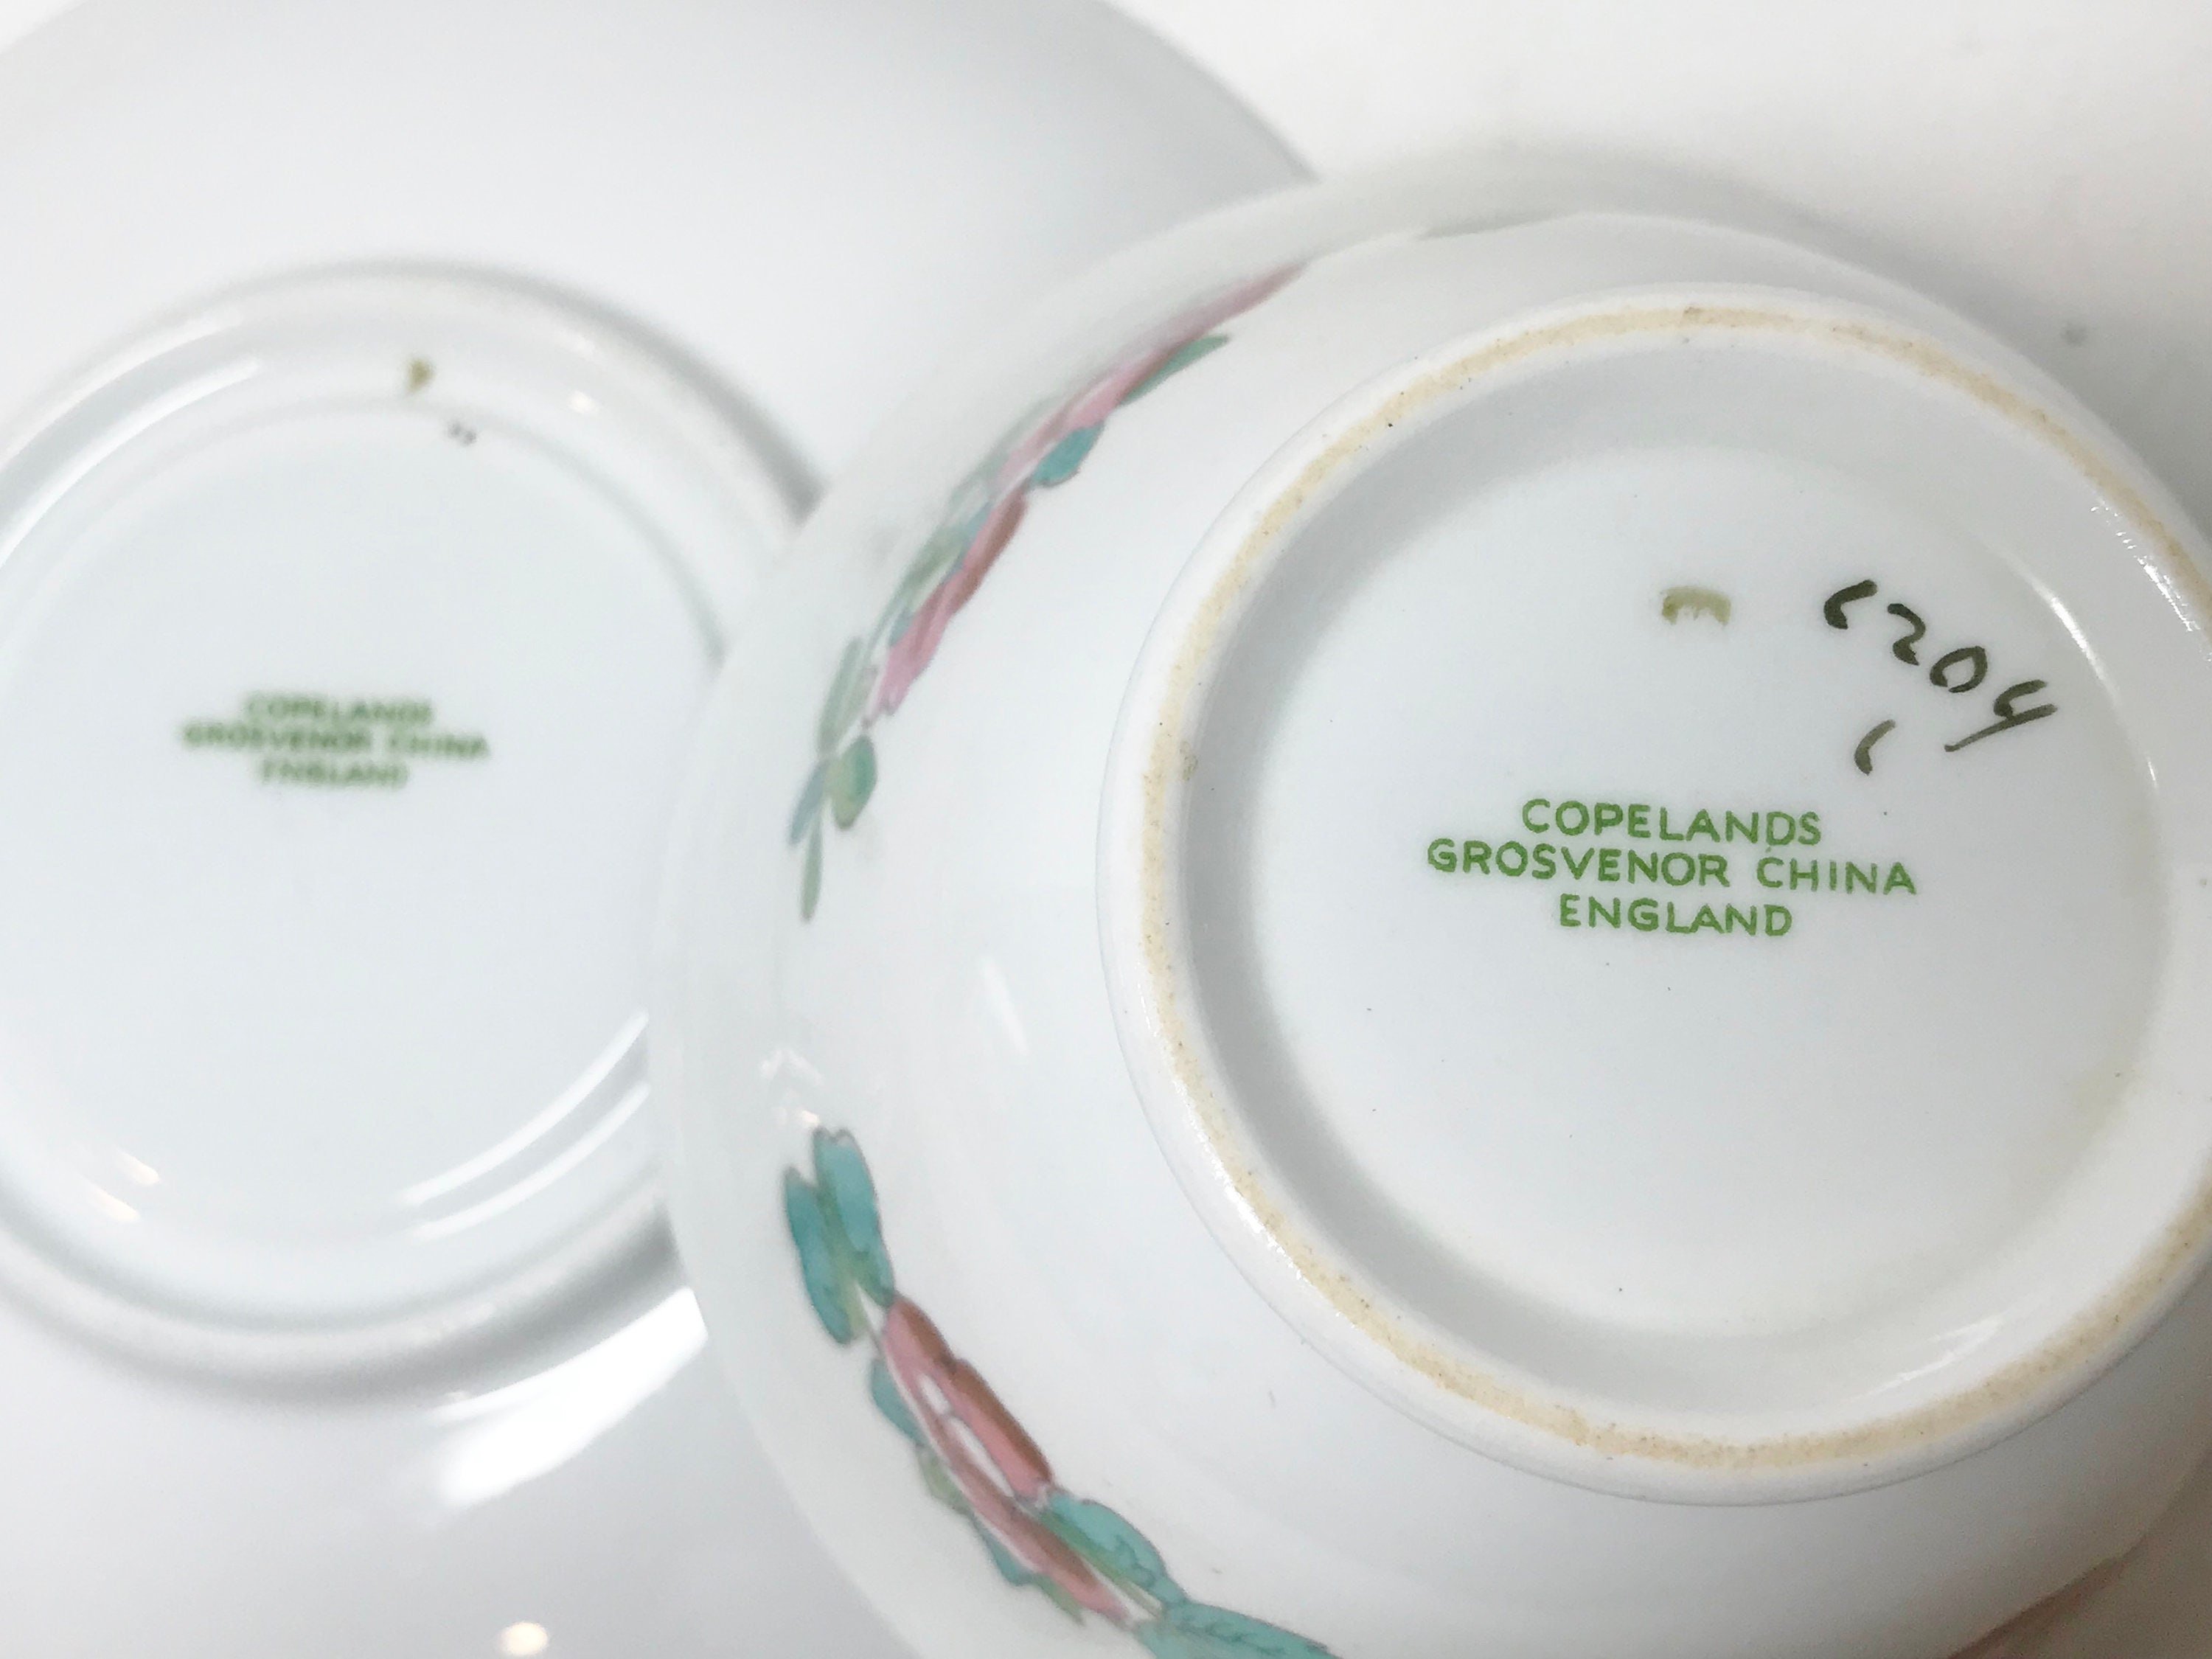 COPELANDS
GROSVENOR CHINA
ENGLAND
6204
COPELANDS
GROSVENOR CHINA
ENGLAND